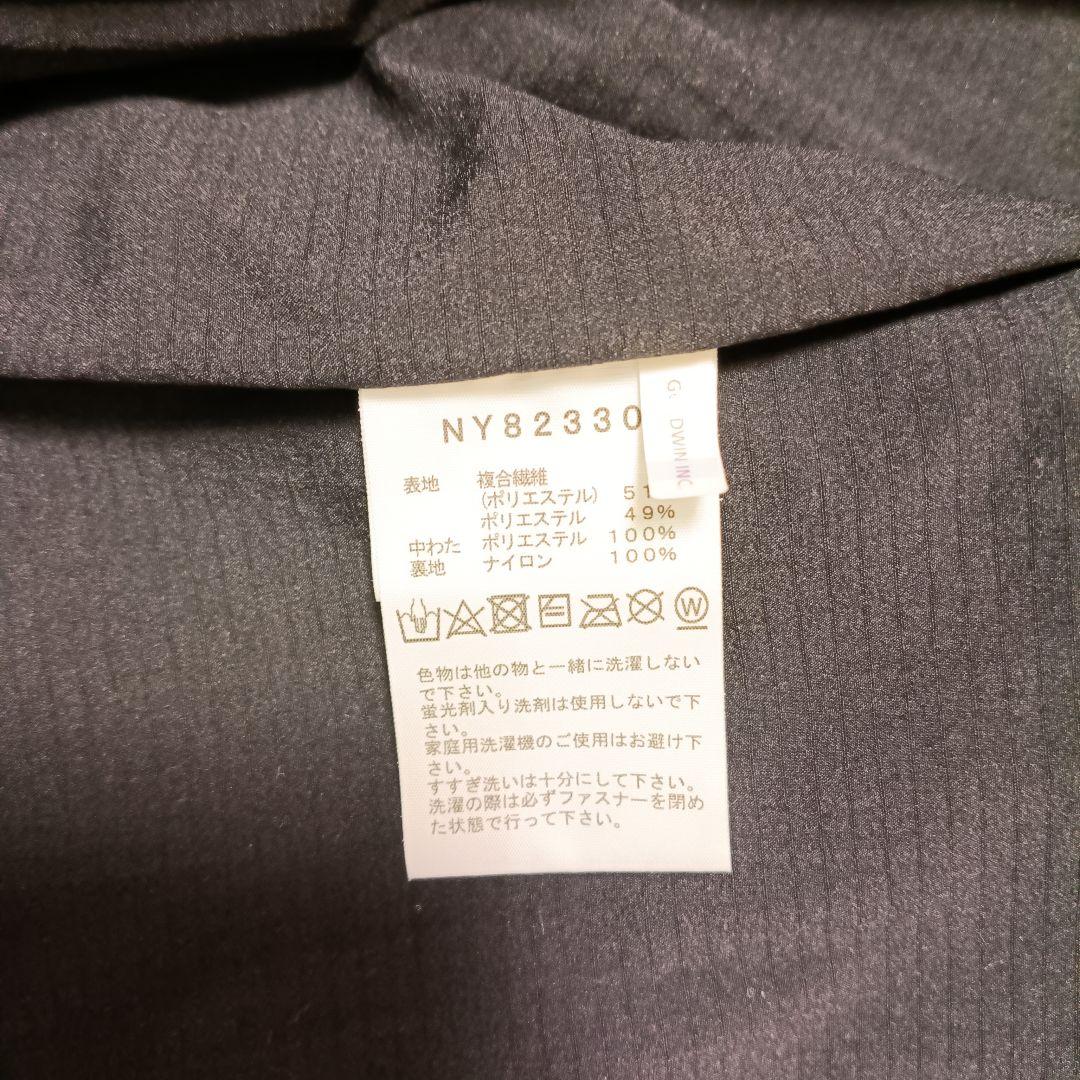 NY82330
DWIN INC
表地 複合繊維
(ポリエステル) 51
ポリエステル 49%
中わた ポリエステル 100%
裏地 ナイロン 100%
W
色物は他の物と一緒に洗濯しない
で下さい。
蛍光剤入り洗剤は使用しないで下
さい。
家庭用洗濯機のご使用はお避け下
さい。
すすぎ洗いは十分にして下さい。
洗濯の際は必ずファスナーを閉め
た状態で行って下さい。